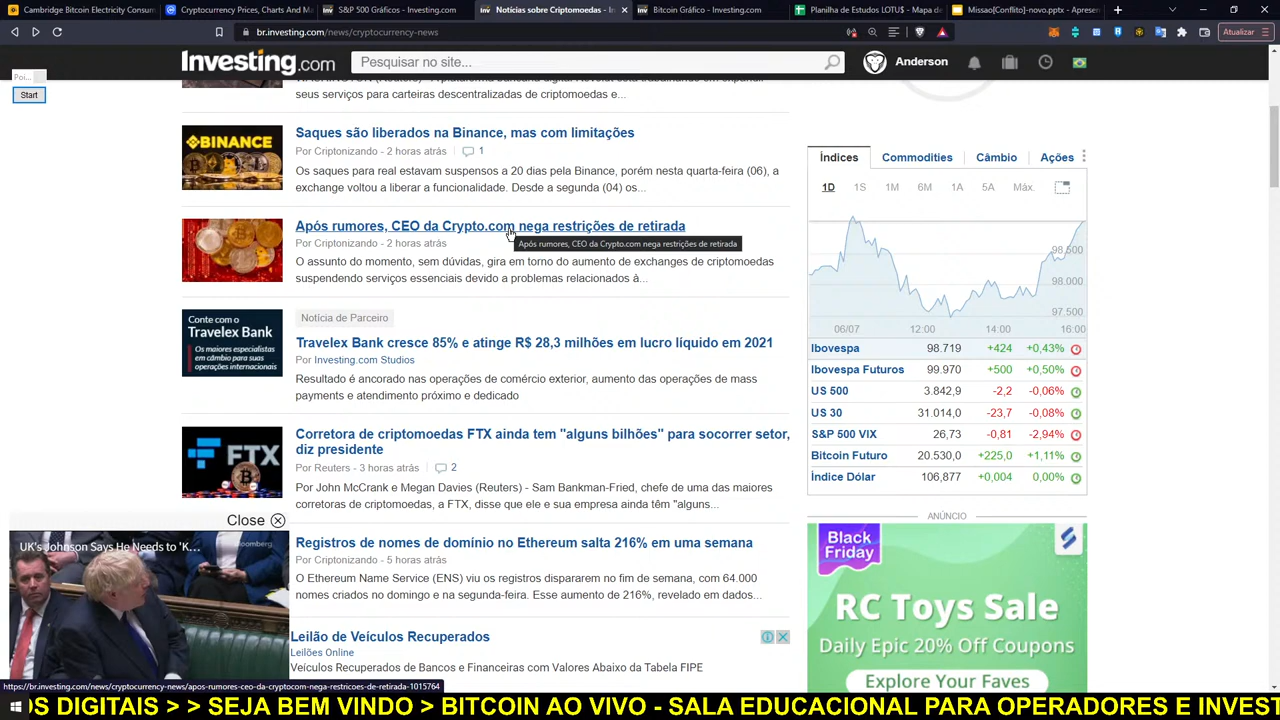 Cambridge Bitcoin Electricity Consum
Cryptocurrency Prices, Charts And M
S&P 500 Gráficos - Investing.com
Notícias sobre Criptomoedas - In
Bitcoin Gráfico - Investing.com
Planilha de Estudos LOTU$ - Mapa de
Missao[Conflito]-novo.pptx - Apresen
br.investing.com/news/cryptocurrency-news
Atualizar
Investing.com
Pesquisar no site...
Anderson
Poi...
Start
seus serviços para carteiras descentralizadas de criptomoedas e...
Saques são liberados na Binance, mas com limitações
Por Criptonizando - 2 horas atrás
1
Os saques para real estavam suspensos a 20 dias pela Binance, porém nesta quarta-feira (06), a
exchange voltou a liberar a funcionalidade. Desde a segunda (04) os...
BINANCE
Após rumores, CEO da Crypto.com nega restrições de retirada
Por Criptonizando - 2 horas atrás
Após rumores, CEO da Crypto.com nega restrições de retirada
O assunto do momento, sem dúvidas, gira em torno do aumento de exchanges de criptomoedas
suspendendo serviços essenciais devido a problemas relacionados à...
Conte com o
Travelex Bank
Os maiores especialistas
em câmbio para suas
operações internacionais
Notícia de Parceiro
Travelex Bank cresce 85% e atinge R$ 28,3 milhões em lucro líquido em 2021
Por Investing.com Studios
Resultado é ancorado nas operações de comércio exterior, aumento das operações de mass
payments e atendimento próximo e dedicado
FTX
Corretora de criptomoedas FTX ainda tem "alguns bilhões" para socorrer setor,
diz presidente
Por Reuters - 3 horas atrás
2
Por John McCrank e Megan Davies (Reuters) - Sam Bankman-Fried, chefe de uma das maiores
corretoras de criptomoedas, a FTX, disse que ele e sua empresa ainda têm "alguns...
Close
UK's Johnson Says He Needs to 'K...
Bloomberg
Registros de nomes de domínio no Ethereum salta 216% em uma semana
Por Criptonizando - 5 horas atrás
O Ethereum Name Service (ENS) viu os registros dispararem no fim de semana, com 64.000
nomes criados no domingo e na segunda-feira. Esse aumento de 216%, revelado em dados...
Leilão de Veículos Recuperados
Leilões Online
Veículos Recuperados de Bancos e Financeiras com Valores Abaixo da Tabela FIPE
Índices
Commodities
Câmbio
Ações
1D
1S
1M
6M
1A
5A
Máx.
98.500
98.000
97.500
06/07
12:00
14:00
16:00
Ibovespa 98.719 +424 +0,43%
Ibovespa Futuros 99.970 +500 +0,50%
US 500 3.842,9 -2,2 -0,06%
US 30 31.014,0 -23,7 -0,08%
S&P 500 VIX 26,73 -0,81 -2,94%
Bitcoin Futuro 20.530,0 +225,0 +1,11%
Índice Dólar 106,877 +0,004 0,00%
ANÚNCIO
Black
Friday
RC Toys Sale
Daily Epic 20% Off Coupons
Explore Your Faves
https://br.investing.com/news/cryptocurrency-news/apos-rumores-ceo-da-cryptocom-nega-restricoes-de-retirada-1015764
OS DIGITAIS > > SEJA BEM VINDO > BITCOIN AO VIVO - SALA EDUCACIONAL PARA OPERADORES E INVEST